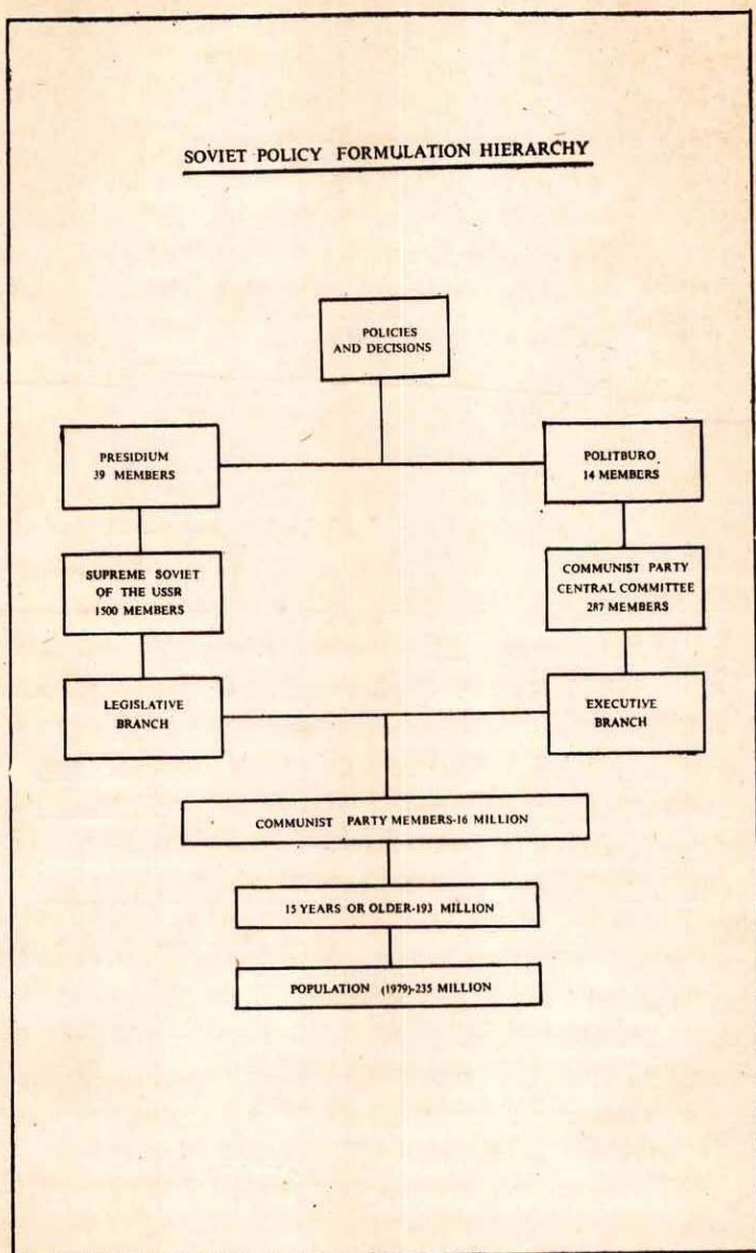 SOVIET POLICY FORMULATION HIERARCHY
POLICIES
AND DECISIONS
PRESIDIUM
39 MEMBERS
POLITBURO
14 MEMBERS
SUPREME SOVIET
OF THE USSR
1500 MEMBERS
COMMUNIST PARTY
CENTRAL COMMITTEE
287 MEMBERS
LEGISLATIVE
BRANCH
EXECUTIVE
BRANCH
COMMUNIST PARTY MEMBERS-16 MILLION
15 YEARS OR OLDER-193 MILLION
POPULATION (1979)-235 MILLION